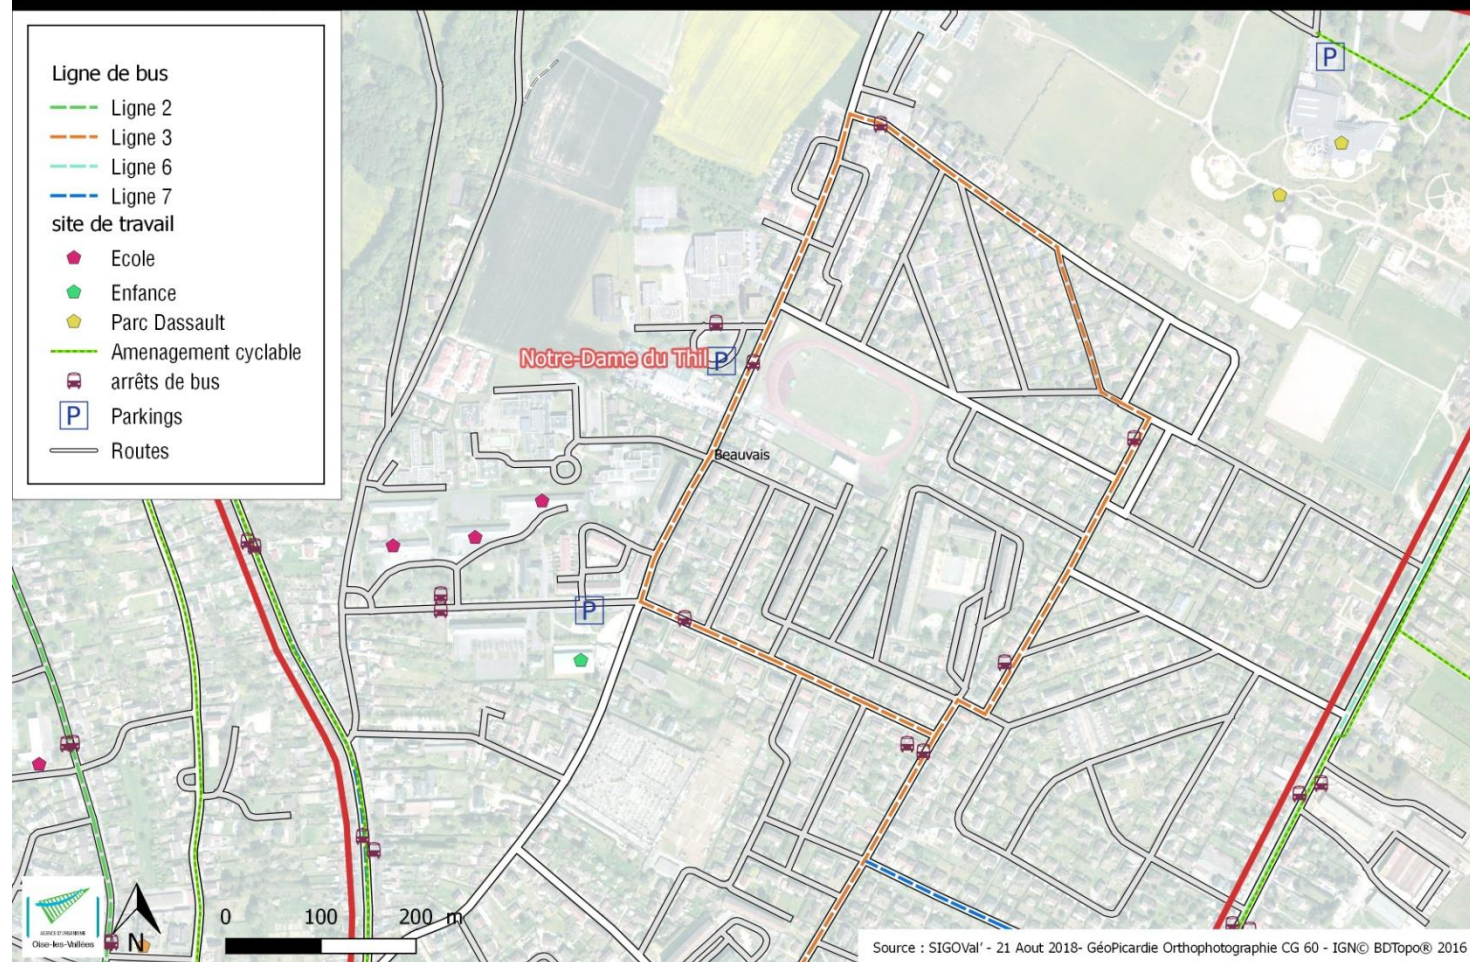 Ligne de bus
Ligne 2
Ligne 3
Ligne 6
Ligne 7
site de travail
Ecole
Enfance
Parc Dassault
Amenagement cyclable
arrêts de bus
P Parkings
Routes
P
Notre-Dame du Thil P
Beauvais
P
AGENCE D'URBANISME
Oise-les-Vallées
N
0 100 200 m
Source : SIGOVal' - 21 Aout 2018- GéoPicardie Orthophotographie CG 60 - IGN© BDTopo® 2016